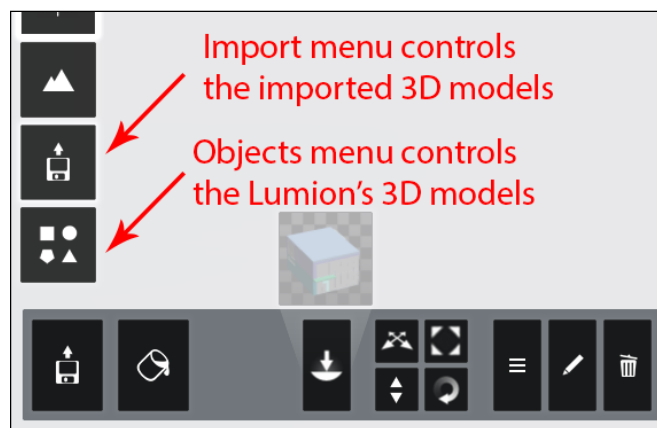 Import menu controls
the imported 3D models
Objects menu controls
the Lumion's 3D models